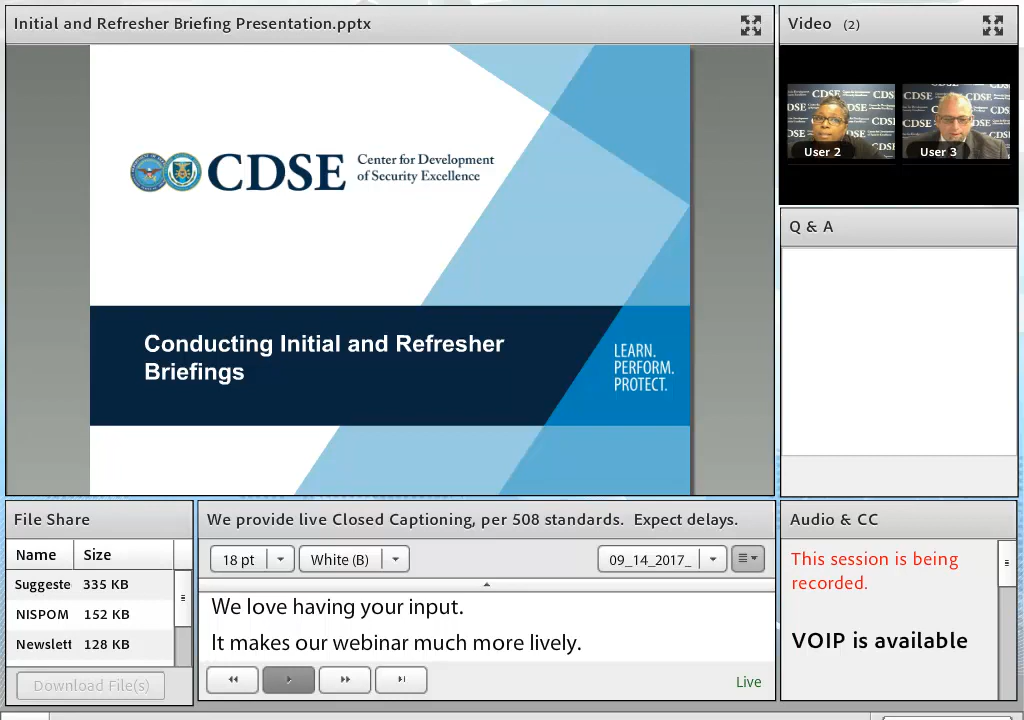 Initial and Refresher Briefing Presentation.pptx
CDSE
Center for Development
of Security Excellence
Conducting Initial and Refresher
Briefings
LEARN.
PERFORM.
PROTECT.
Video (2)
CDSE
CDSE
User 2
User 3
Q & A
File Share
Name Size
Suggeste 335 KB
NISPOM 152 KB
Newslett 128 KB
Download File(s)
We provide live Closed Captioning, per 508 standards. Expect delays.
18 pt White (B) 09_14_2017_
We love having your input.
It makes our webinar much more lively.
Live
Audio & CC
This session is being
recorded.
VOIP is available